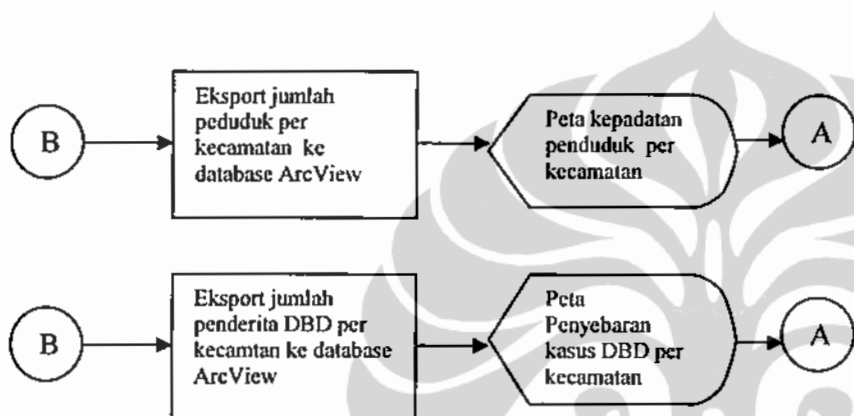 B
Eksport jumlah
peduduk per
kecamatan ke
database ArcView
Peta kepadatan
penduduk per
kecamatan
A
B
Eksport jumlah
penderita DBD per
kecamtan ke database
ArcView
Peta
Penyebaran
kasus DBD per
kecamatan
A